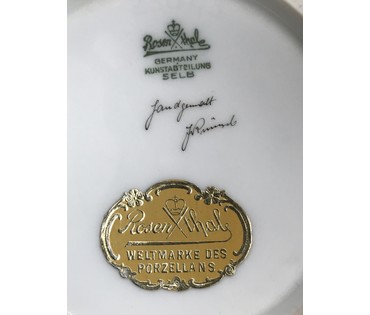 Rosenthal
GERMANY
KUNSTABTEILUNG
SELB
handgemalt
Rosenthal
WELTMARKE DES
PORZELLANS